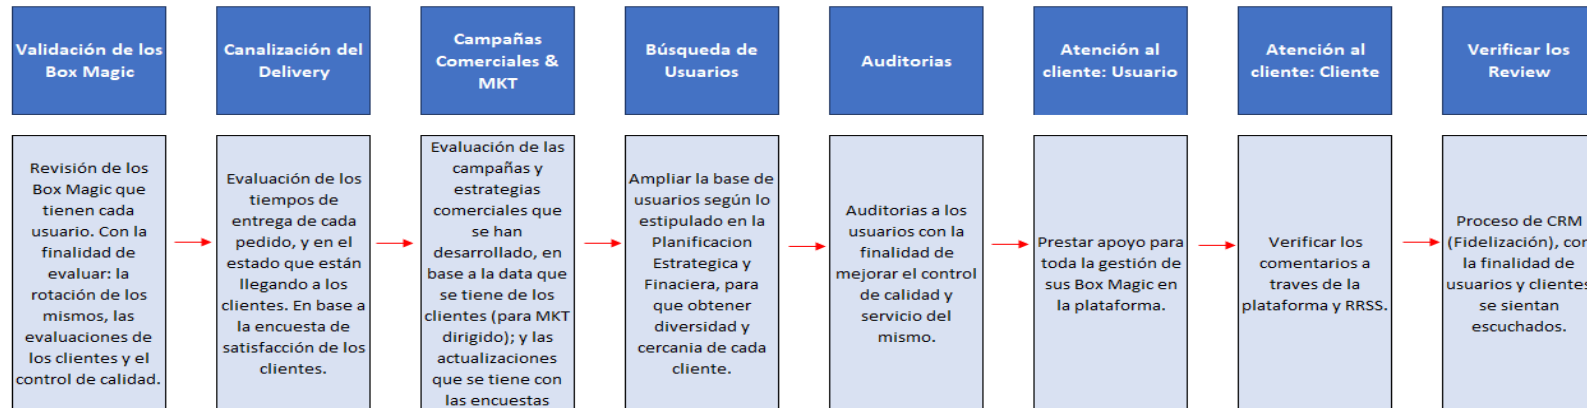 Validación de los
Box Magic
Canalización del
Delivery
Campañas
Comerciales &
MKT
Búsqueda de
Usuarios
Auditorias
Atención al
cliente: Usuario
Atención al
cliente: Cliente
Verificar los
Review
Revisión de los
Box Magic que
tienen cada
usuario. Con la
finalidad de
evaluar: la
rotación de los
mismos, las
evaluaciones de
los clientes y el
control de calidad.
Evaluación de los
tiempos de
entrega de cada
pedido, y en el
estado que están
llegando a los
clientes. En base a
la encuesta de
satisfacción de los
clientes.
Evaluación de las
campañas y
estrategias
comerciales que
se han
desarrollado, en
base a la data que
se tiene de los
clientes (para MKT
dirigido); y las
actualizaciones
que se tiene con
las encuestas
Ampliar la base de
usuarios según lo
estipulado en la
Planificacion
Estrategica y
Finaciera, para
que obtener
diversidad y
cercania de cada
cliente.
Auditorias a los
usuarios con la
finalidad de
mejorar el control
de calidad y
servicio del
mismo.
Prestar apoyo para
toda la gestión de
sus Box Magic en
la plataforma.
Verificar los
comentarios a
traves de la
plataforma y RRSS.
Proceso de CRM
(Fidelización), con
la finalidad de
usuarios y clientes
se sientan
escuchados.